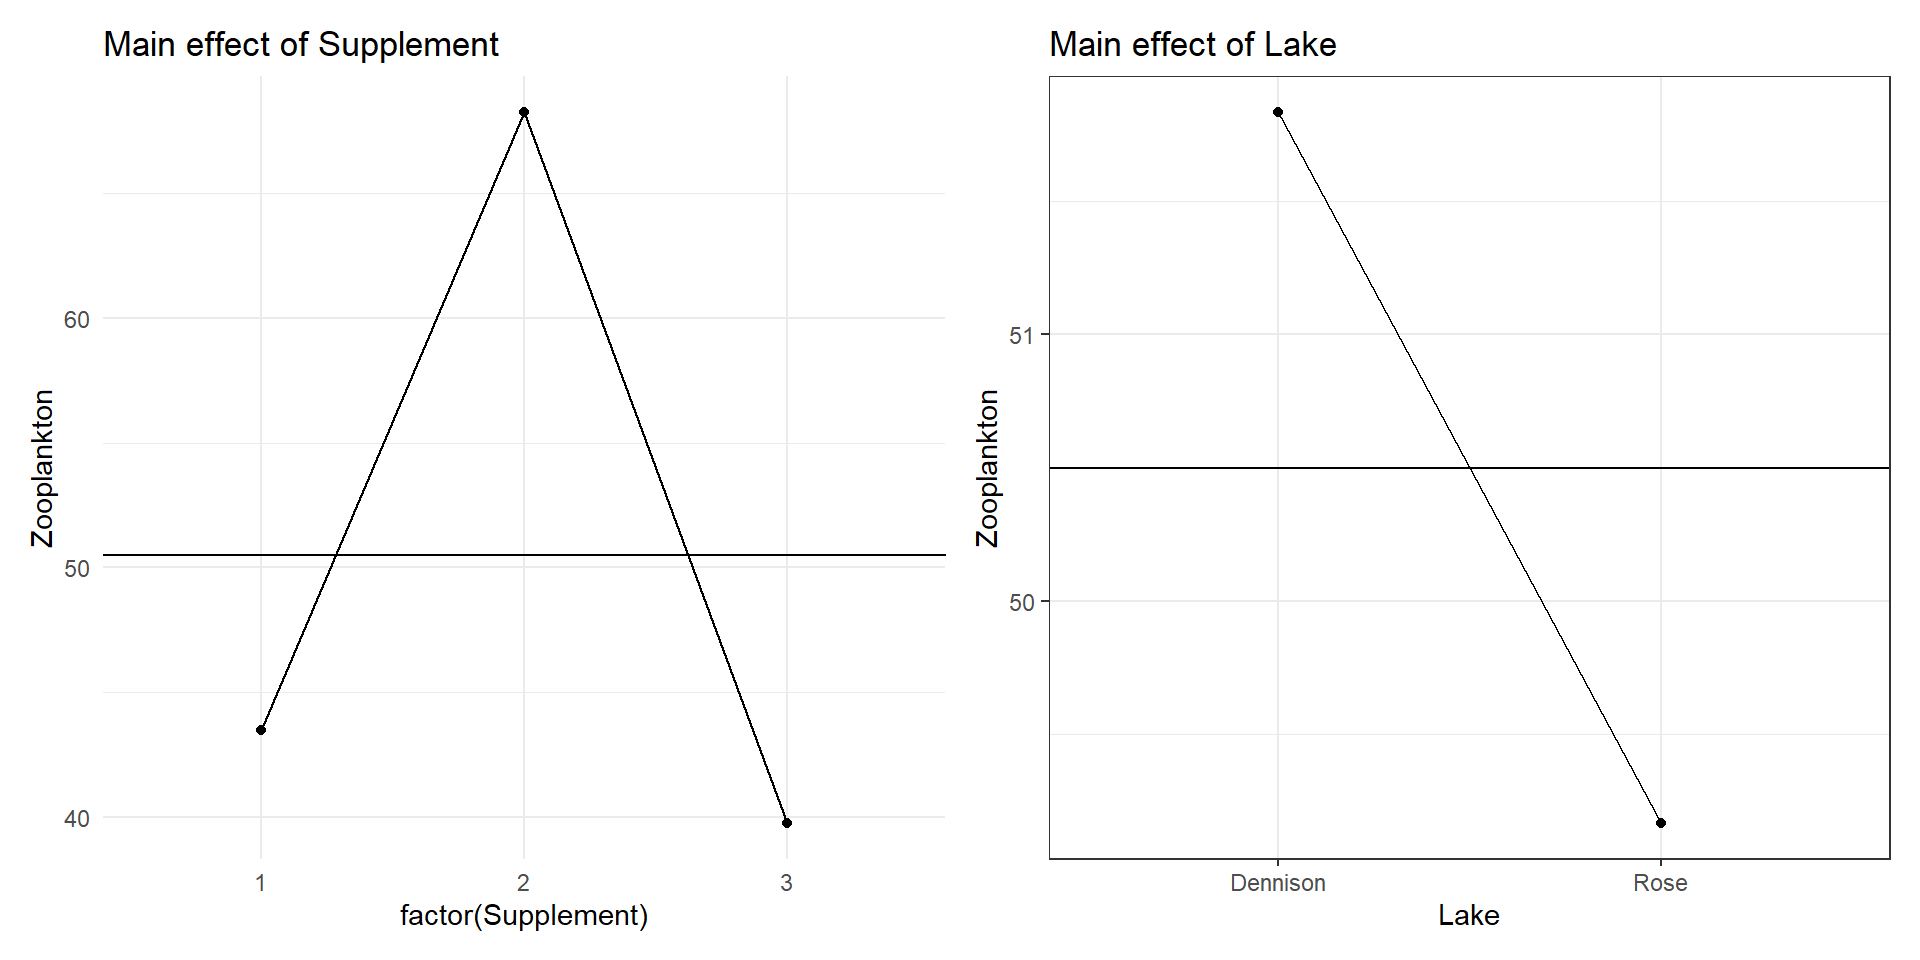 Main effect of Supplement
Zooplankton
60
50
40
1 2 3
factor(Supplement)
Main effect of Lake
Zooplankton
51
50
Dennison Rose
Lake